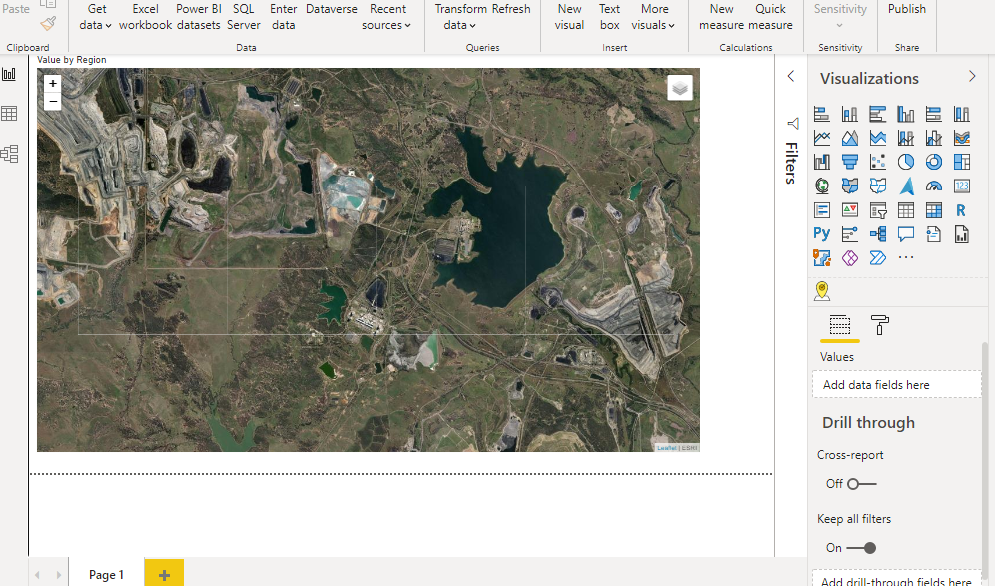 Paste
Get data
Excel workbook
Power BI datasets
SQL Server
Enter data
Dataverse
Recent sources
Transform data
Refresh
New visual
Text box
More visuals
New measure
Quick measure
Sensitivity
Publish
Clipboard
Data
Queries
Insert
Calculations
Sensitivity
Share
Value by Region
+
−
Leaflet | ESRI
Filters
Visualizations
123
R
Py
...
Values
Add data fields here
Drill through
Cross-report
Off
Keep all filters
On
Add drill-through fields here
Page 1
+